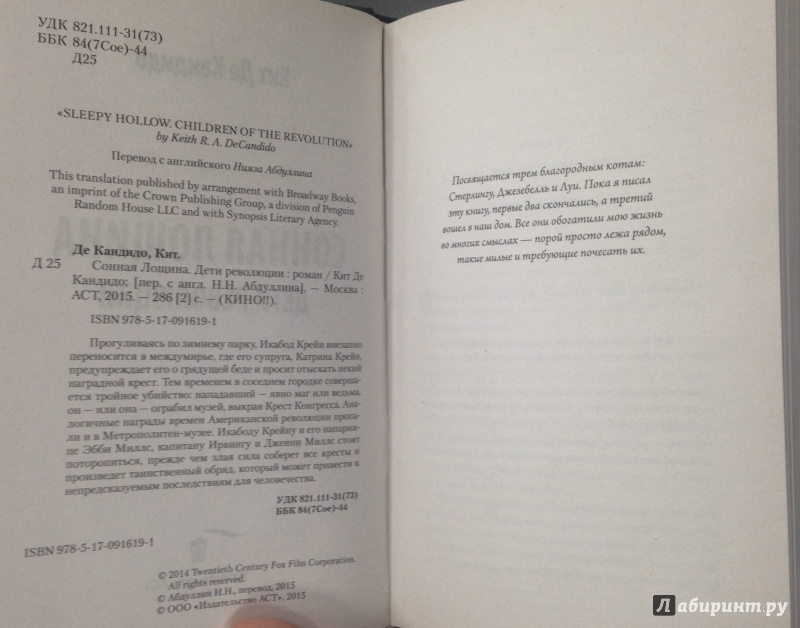 УДК 821.111-31(73)
ББК 84(7Сое)-44
Д25
«SLEEPY HOLLOW. CHILDREN OF THE REVOLUTION»
by Keith R. A. DeCandido
Перевод с английского Нияза Абдуллина
This translation published by arrangement with Broadway Books,
an imprint of the Crown Publishing Group, a division of Penguin
Random House LLC and with Synopsis Literary Agency.
Де Кандидо, Кит.
Д 25
Сонная Лощина. Дети революции : роман / Кит Де
Кандидо; [пер. с англ. Н.Н. Абдуллина]. — Москва :
АСТ, 2015. — 286 [2] с. — (КИНО!!).
ISBN 978-5-17-091619-1
Прогуливаясь по зимнему парку, Икабод Крейн внезапно
переносится в междумирье, где его супруга, Катрина Крейн,
предупреждает его о грядущей беде и просит отыскать некий
наградной крест. Тем временем в соседнем городке соверша-
ется тройное убийство: нападавший — явно маг или ведьма,
он — или она — ограбил музей, выкрав Крест Конгресса. Ана-
логичные награды времен Американской революции пропа-
ли и в Метрополитен-музее. Икабоду Крейну и его напарни-
це Эбби Миллс, капитану Ирвингу и Дженни Миллс стоит
поторопиться, прежде чем злая сила соберет все кресты и
произведет таинственный обряд, который может привести к
непредсказуемым последствиям для человечества.
УДК 821.111-31(73)
ББК 84(7Сое)-44
ISBN 978-5-17-091619-1
© 2014 Twentieth Century Fox Film Corporation.
All rights reserved.
© Абдуллин Н.Н., перевод, 2015
© ООО «Издательство АСТ», 2015
Посвящается трем благородным котам:
Стерлингу, Джезебелль и Луи. Пока я писал
эту книгу, первые два скончались, а третий
вошел в наш дом. Все они обогатили мою жизнь
во многих смыслах — порой просто лежа рядом,
такие милые и требующие почесать их.
Лабиринт.ру